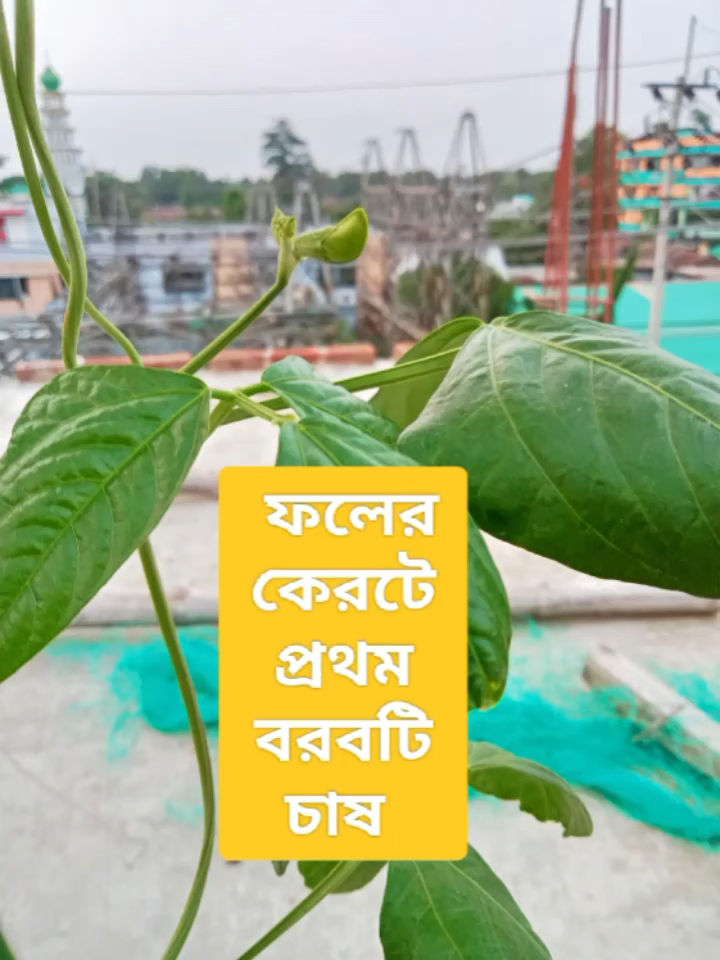 ফলের
কেরটে
প্রথম
বরবটি
চাষ